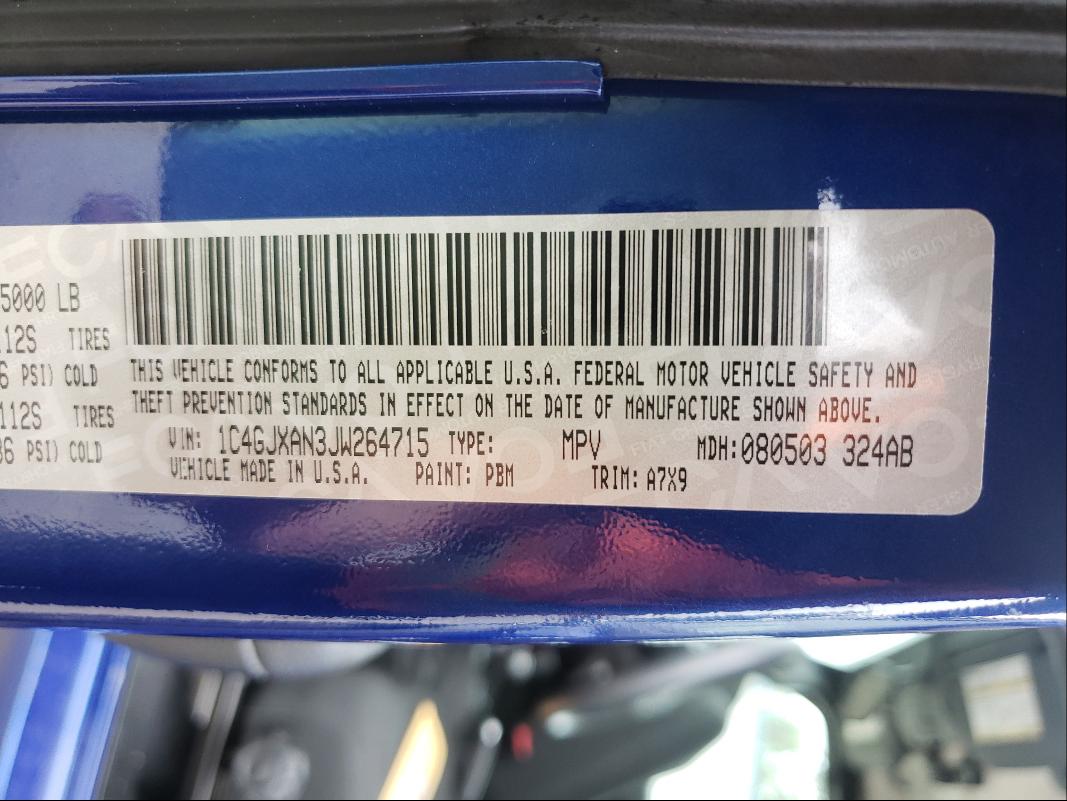 5000 LB
112S TIRES
6 PSI) COLD
112S TIRES
36 PSI) COLD
THIS VEHICLE CONFORMS TO ALL APPLICABLE U.S.A. FEDERAL MOTOR VEHICLE SAFETY AND
THEFT PREVENTION STANDARDS IN EFFECT ON THE DATE OF MANUFACTURE SHOWN ABOVE.
VIN: 1C4GJXAN3JW264715 TYPE: MPV MDH:080503 324AB
VEHICLE MADE IN U.S.A. PAINT: PBM TRIM: A7X9